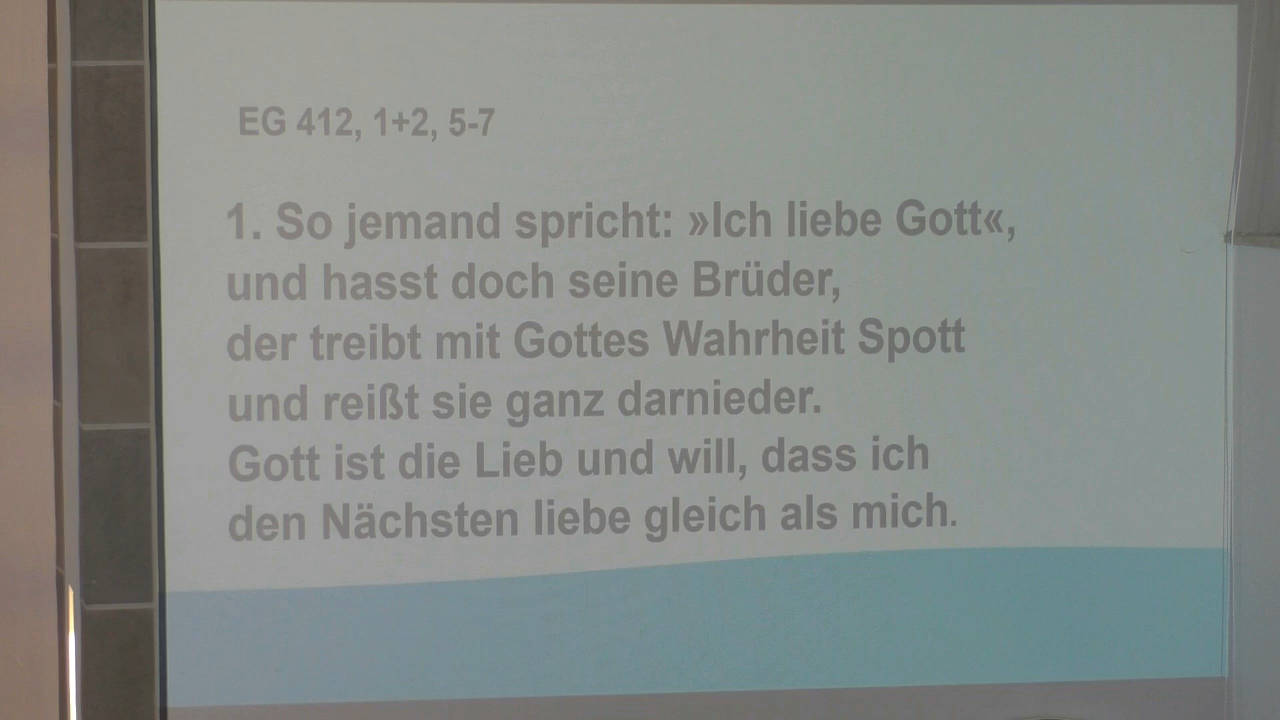 EG 412, 1+2, 5-7
1. So jemand spricht: »Ich liebe Gott«,
und hasst doch seine Brüder,
der treibt mit Gottes Wahrheit Spott
und reißt sie ganz darnieder.
Gott ist die Lieb und will, dass ich
den Nächsten liebe gleich als mich.